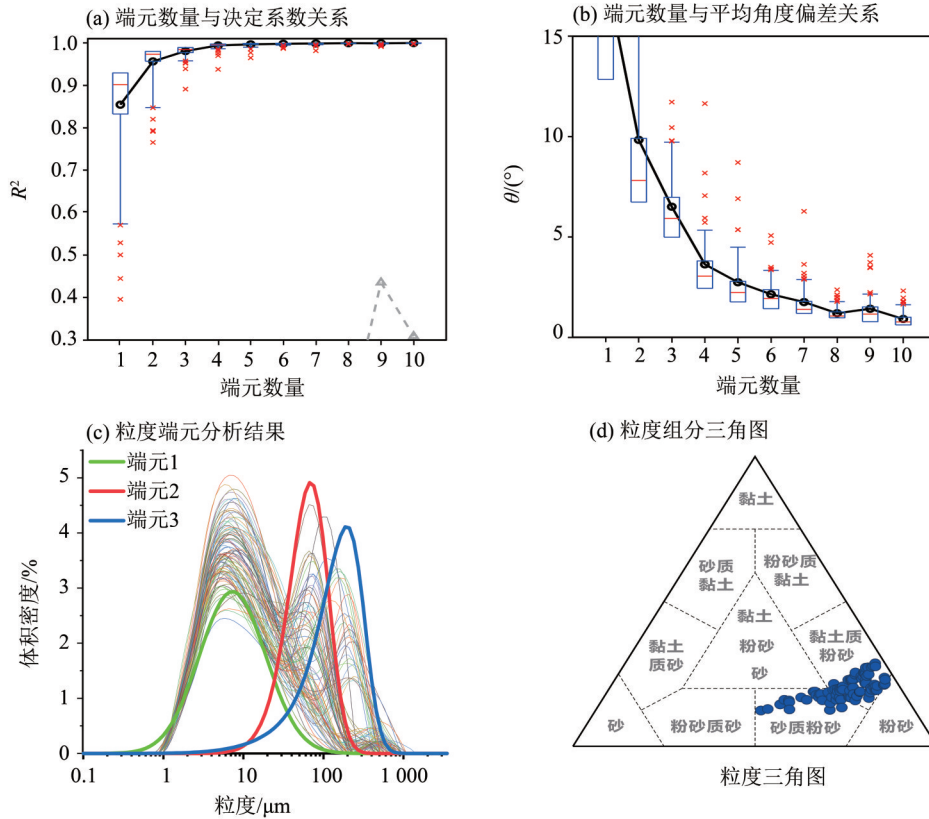 (a) 端元数量与决定系数关系
1.0
0.9
0.8
0.7
0.6
0.5
0.4
0.3
R²
1 2 3 4 5 6 7 8 9 10
端元数量
(b) 端元数量与平均角度偏差关系
15
10
5
0
θ/(°)
1 2 3 4 5 6 7 8 9 10
端元数量
(c) 粒度端元分析结果
端元1
端元2
端元3
5
4
3
2
1
0
体积密度/%
0.1 1 10 100 1 000
粒度/μm
(d) 粒度组分三角图
黏土
砂质
黏土
粉砂质
黏土
黏土
粉砂
砂
黏土
质砂
黏土质
粉砂
砂
粉砂质砂
砂质粉砂
粉砂
粒度三角图